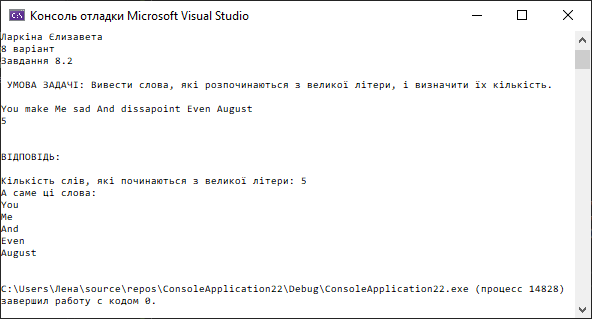 C:\ Консоль отладки Microsoft Visual Studio
Ларкіна Єлизавета
8 варіант
Завдання 8.2
УМОВА ЗАДАЧІ: Вивести слова, які розпочинаються з великої літери, і визначити їх кількість.
You make Me sad And dissapoint Even August
5
ВІДПОВІДЬ:
Кількість слів, які починаються з великої літери: 5
А саме ці слова:
You
Me
And
Even
August
C:\Users\Лена\source\repos\ConsoleApplication22\Debug\ConsoleApplication22.exe (процесс 14828)
завершил работу с кодом 0.